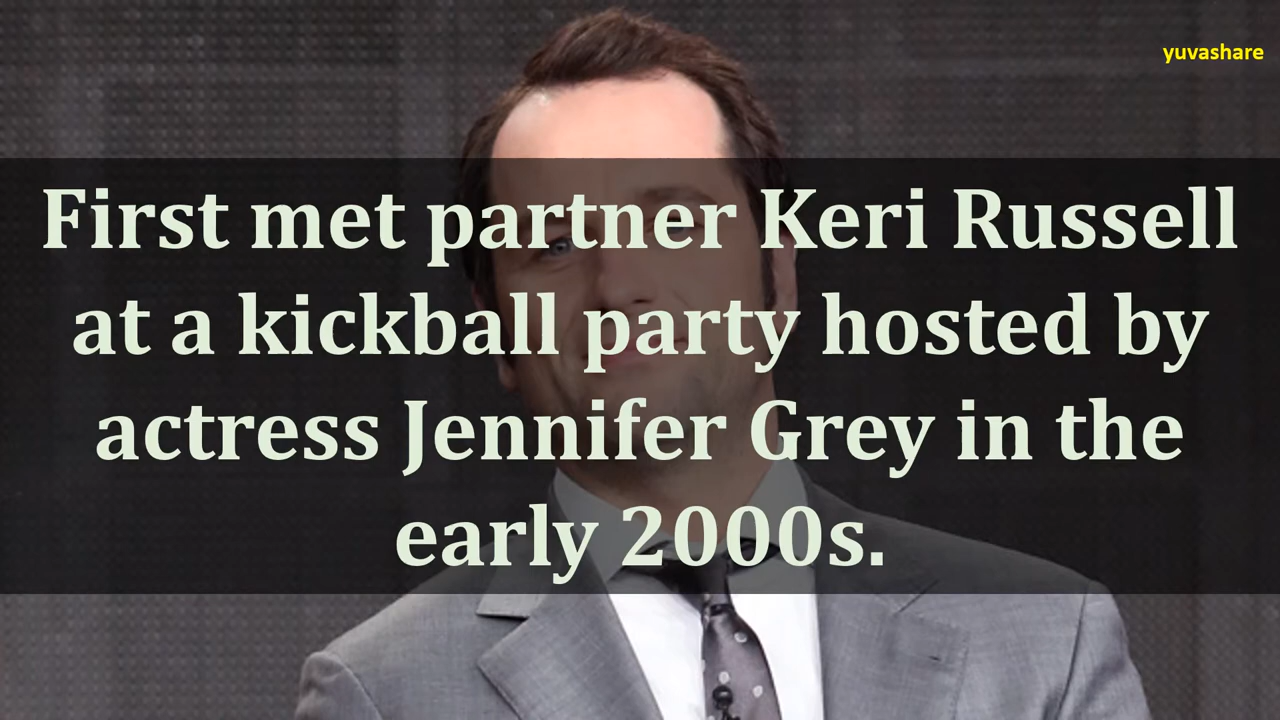 yuvashare
First met partner Keri Russell
at a kickball party hosted by
actress Jennifer Grey in the
early 2000s.